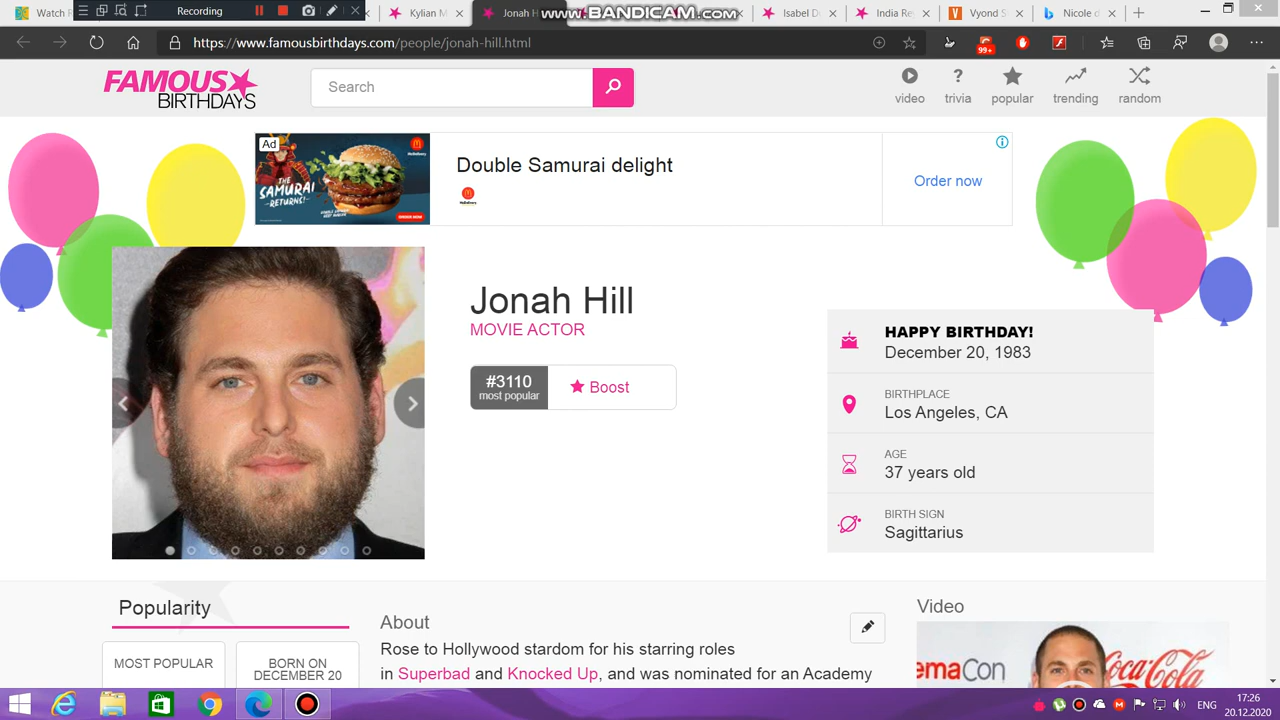 Watch F
Recording
Kylian M
Jonah H
www.BANDICAM.com
Isabel D
India Re
Vyond S
Nicole d
https://www.famousbirthdays.com/people/jonah-hill.html
99+
FAMOUS
BIRTHDAYS
Search
video
trivia
popular
trending
random
Ad
THE
SAMURAI
RETURNS!
Double Samurai delight
Order now
Jonah Hill
MOVIE ACTOR
#3110
most popular
Boost
HAPPY BIRTHDAY!
December 20, 1983
BIRTHPLACE
Los Angeles, CA
AGE
37 years old
BIRTH SIGN
Sagittarius
Popularity
MOST POPULAR
BORN ON
DECEMBER 20
About
Rose to Hollywood stardom for his starring roles
in Superbad and Knocked Up, and was nominated for an Academy
Video
emaCon
Coca-Cola
ENG
17:26
20.12.2020